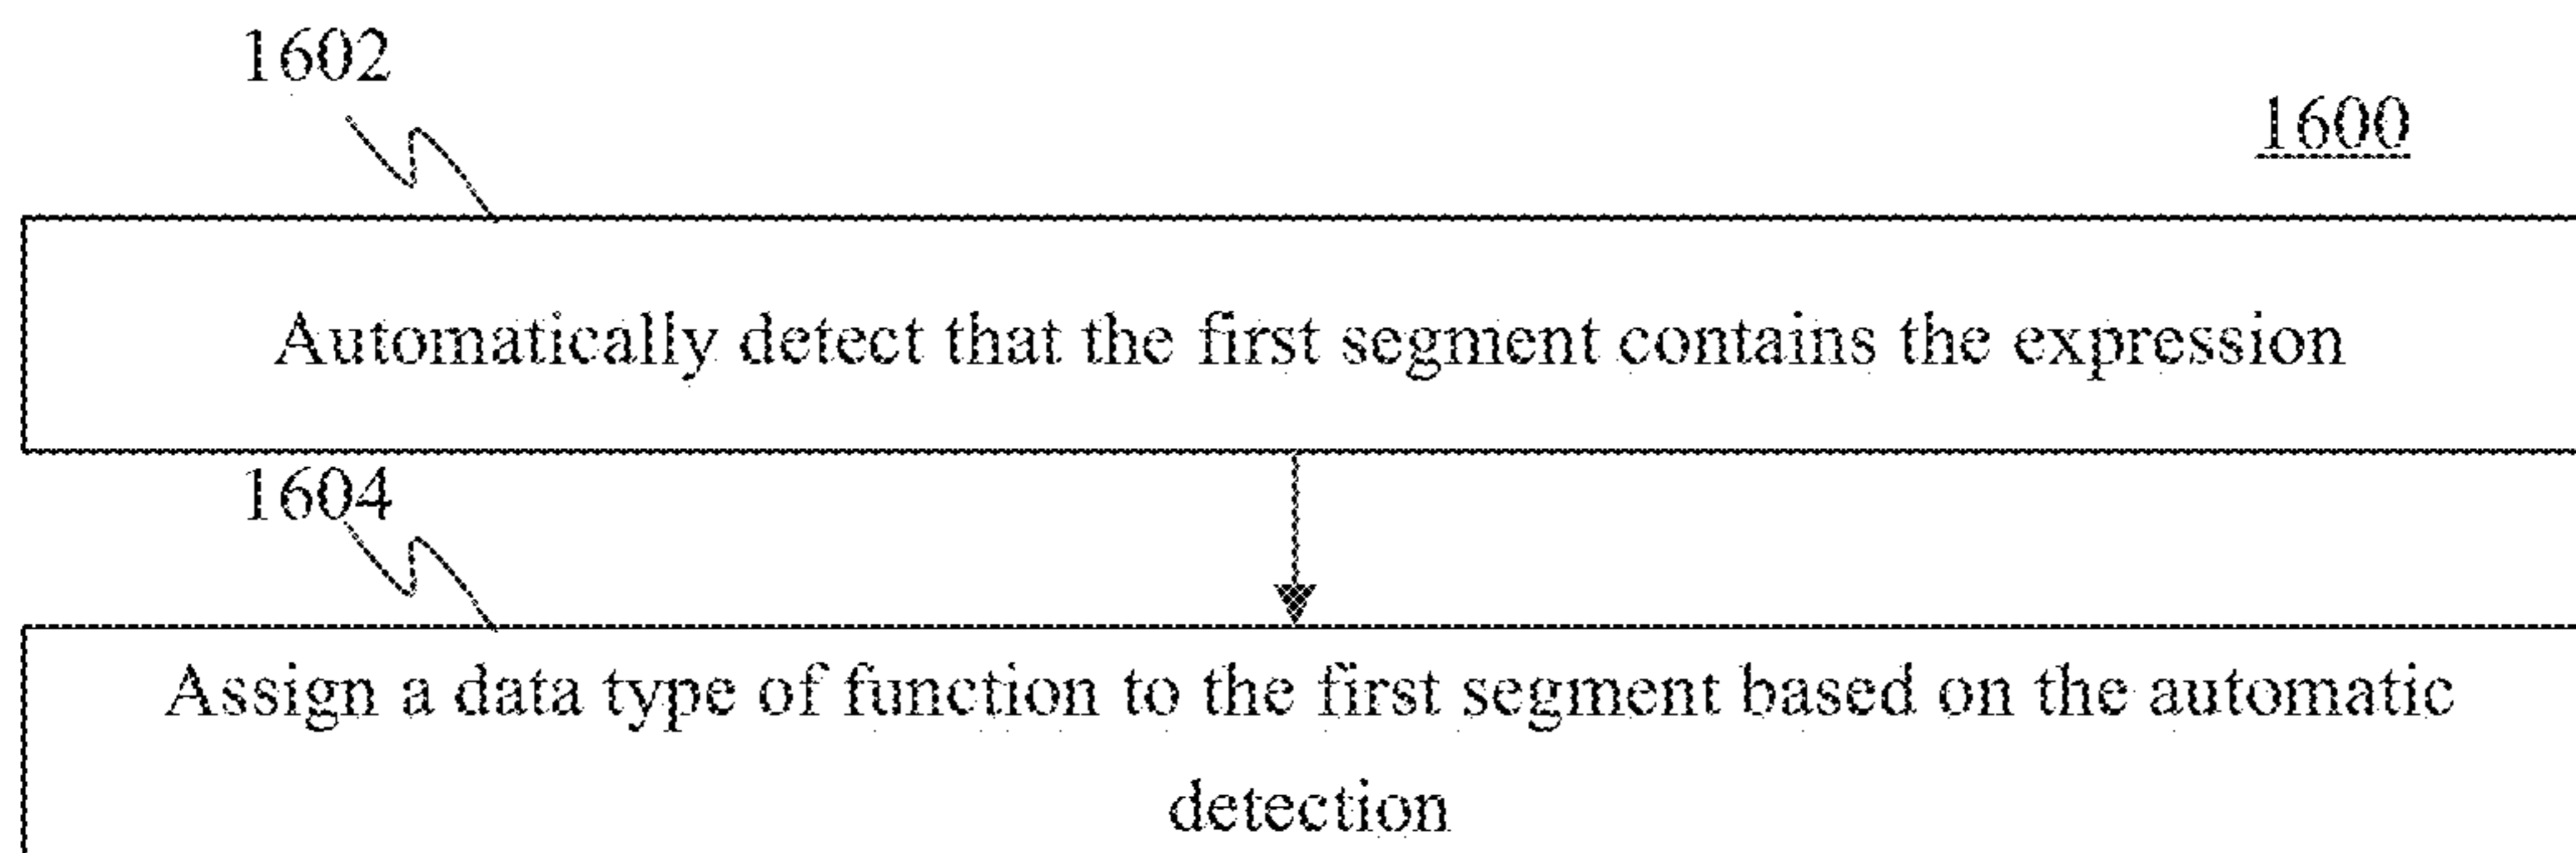 1602
1600
Automatically detect that the first segment contains the expression
1604
Assign a data type of function to the first segment based on the automatic
detection